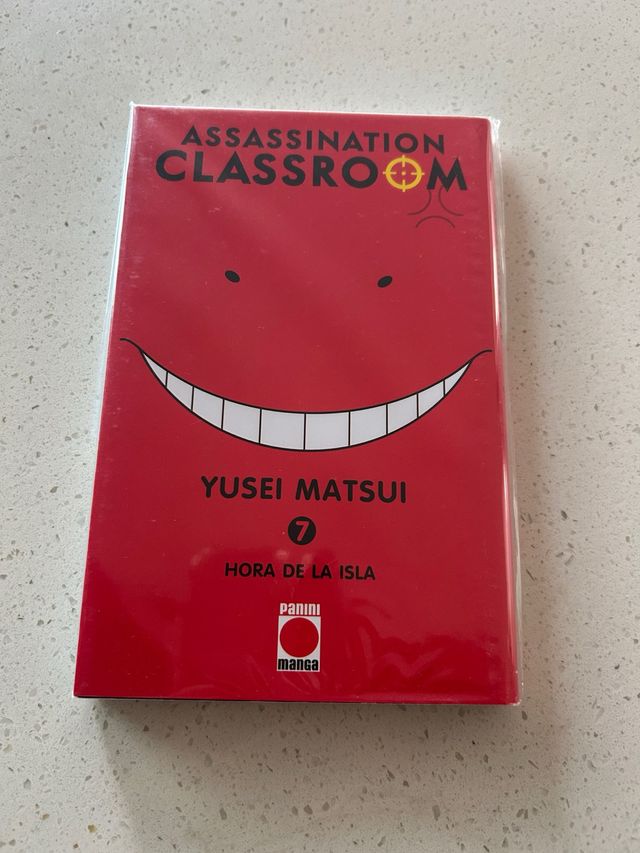 ASSASSINATION
CLASSROOM
YUSEI MATSUI
7
HORA DE LA ISLA
PANINI
manga